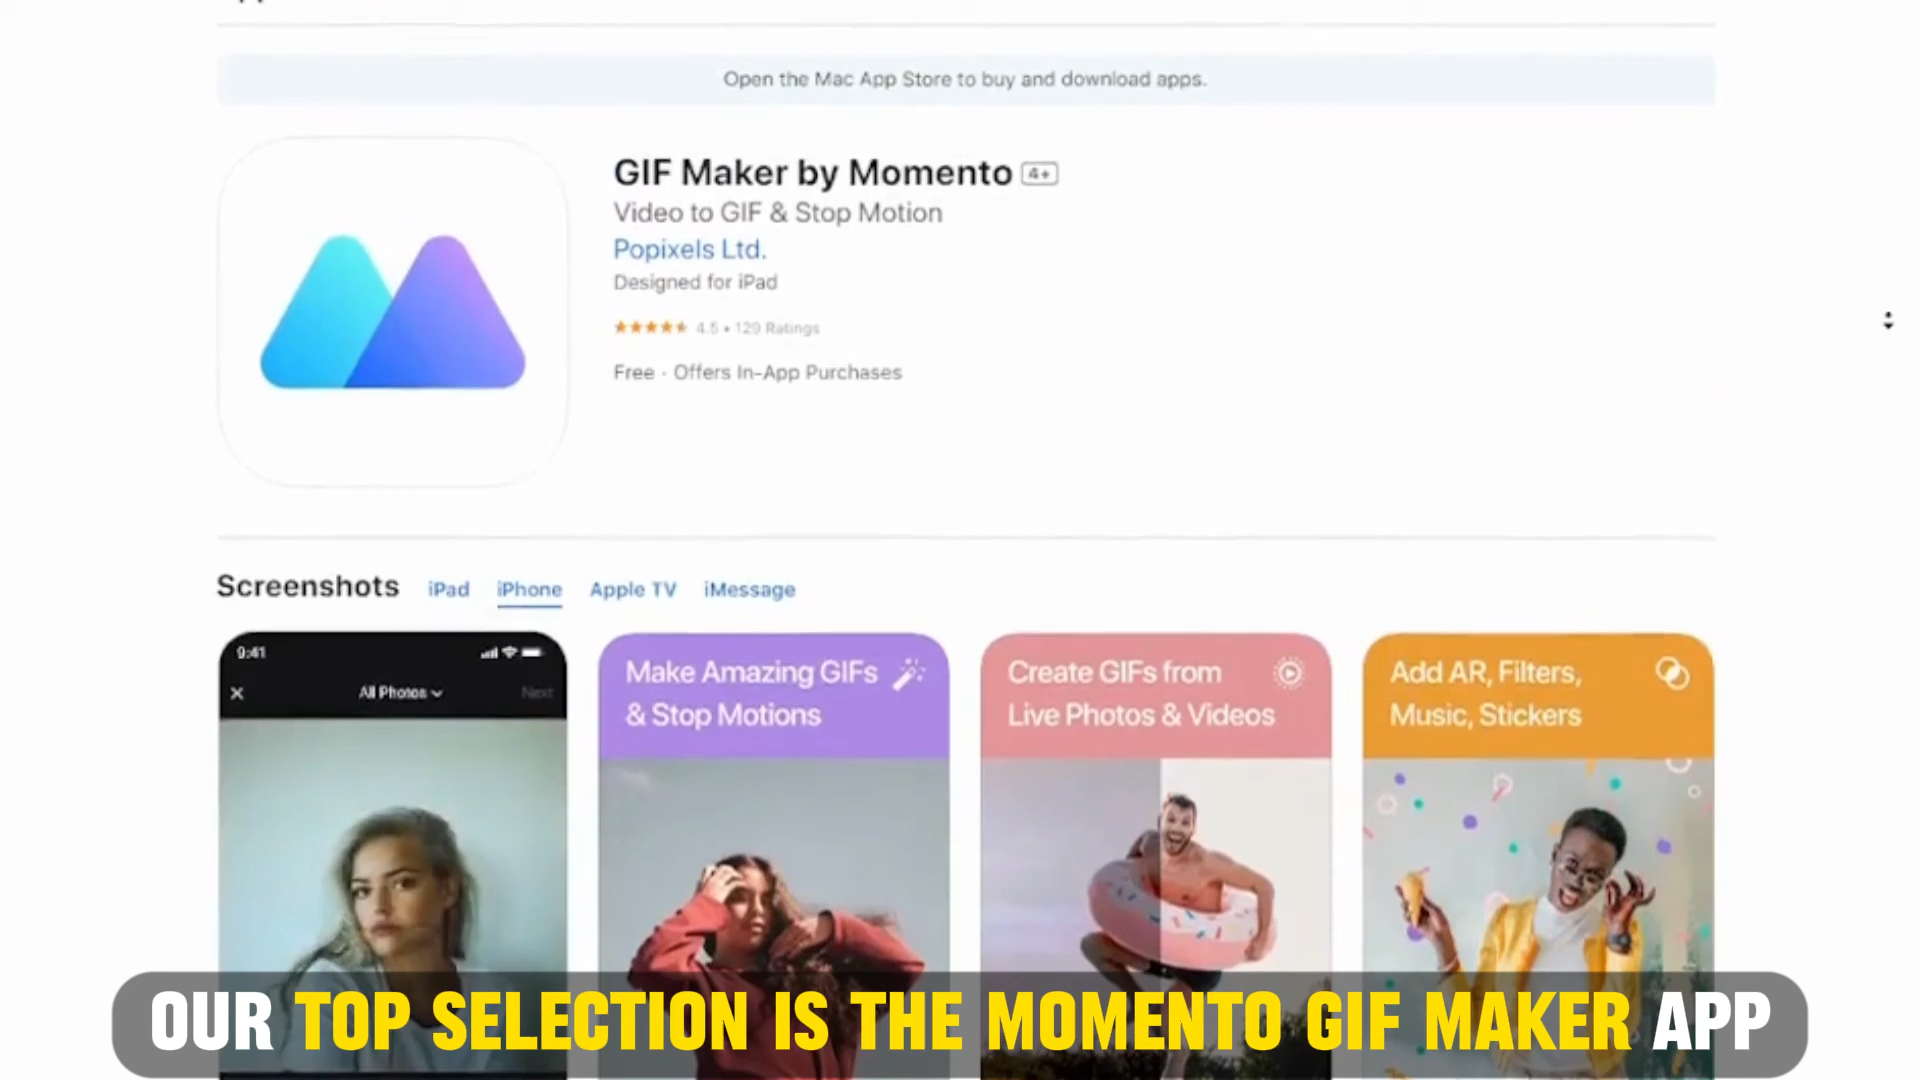 Open the Mac App Store to buy and download apps.
GIF Maker by Momento 4+
Video to GIF & Stop Motion
Popixels Ltd.
Designed for iPad
4.5 • 129 Ratings
Free · Offers In-App Purchases
Screenshots iPad iPhone Apple TV iMessage
9:41
All Photos
Next
Make Amazing GIFs
& Stop Motions
Create GIFs from
Live Photos & Videos
Add AR, Filters,
Music, Stickers
OUR TOP SELECTION IS THE MOMENTO GIF MAKER APP